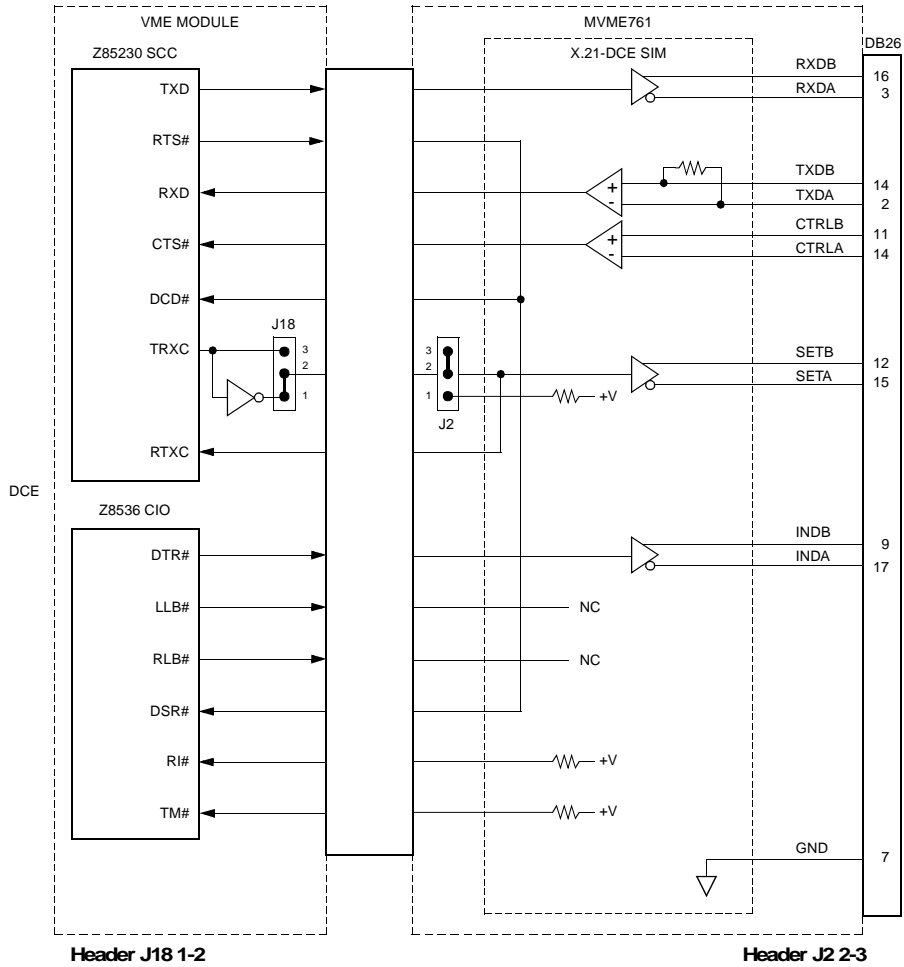 VME MODULE
MVME761
DB26
Z85230 SCC
X.21-DCE SIM
TXD
RXDB
16
RXDA
3
RTS#
TXDB
14
RXD
+
-
TXDA
2
CTRLB
11
CTS#
+
-
CTRLA
14
DCD#
J18
TRXC
3
2
1
3
2
1
J2
SETB
12
SETA
15
+V
RTXC
DCE
Z8536 CIO
INDB
9
DTR#
INDA
17
LLB#
NC
RLB#
NC
DSR#
RI#
+V
TM#
+V
GND
7
Header J18 1-2
Header J2 2-3